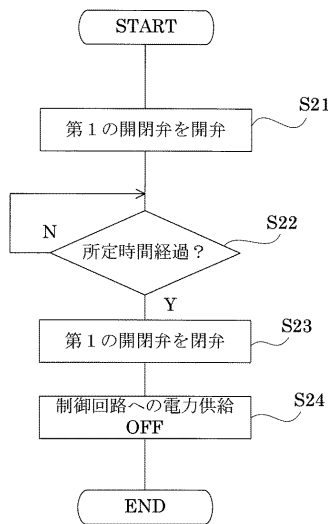 START
第１の開閉弁を開弁
S21
所定時間経過？
S22
N
Y
第１の開閉弁を閉弁
S23
制御回路への電力供給
OFF
S24
END